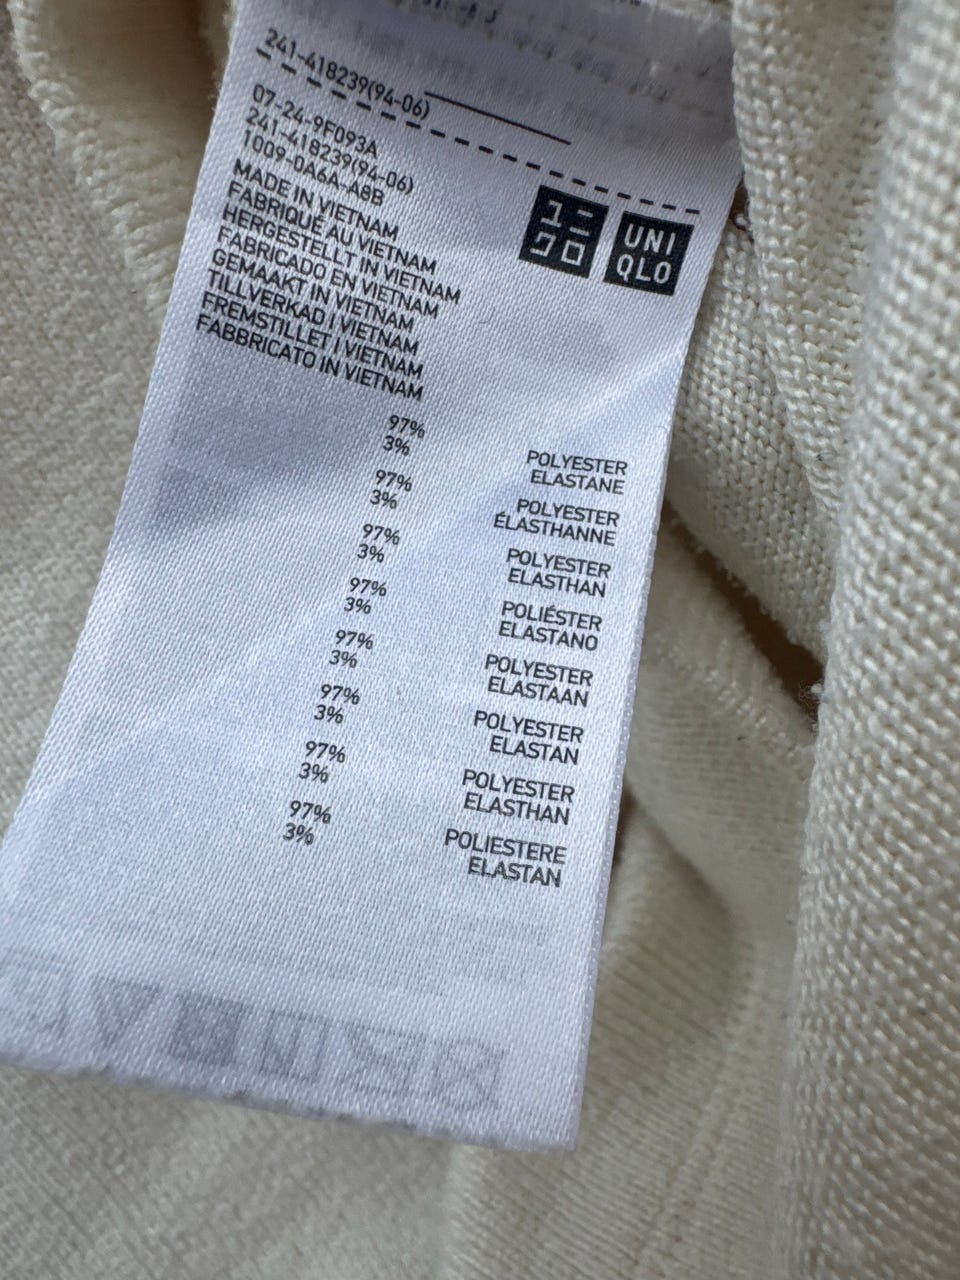 241-418239(94-06)
07-24-9F093A
241-418239(94-06)
1009-0A6A-A8B
ユニ
クロ
UNI
QLO
MADE IN VIETNAM
FABRIQUÉ AU VIETNAM
HERGESTELLT IN VIETNAM
FABRICADO EN VIETNAM
GEMAAKT IN VIETNAM
TILLVERKAD I VIETNAM
FREMSTILLET I VIETNAM
FABBRICATO IN VIETNAM
97% POLYESTER
3% ELASTANE
97% POLYESTER
3% ÉLASTHANNE
97% POLYESTER
3% ELASTHAN
97% POLIÉSTER
3% ELASTANO
97% POLYESTER
3% ELASTAAN
97% POLYESTER
3% ELASTAN
97% POLYESTER
3% ELASTHAN
97% POLIESTERE
3% ELASTAN